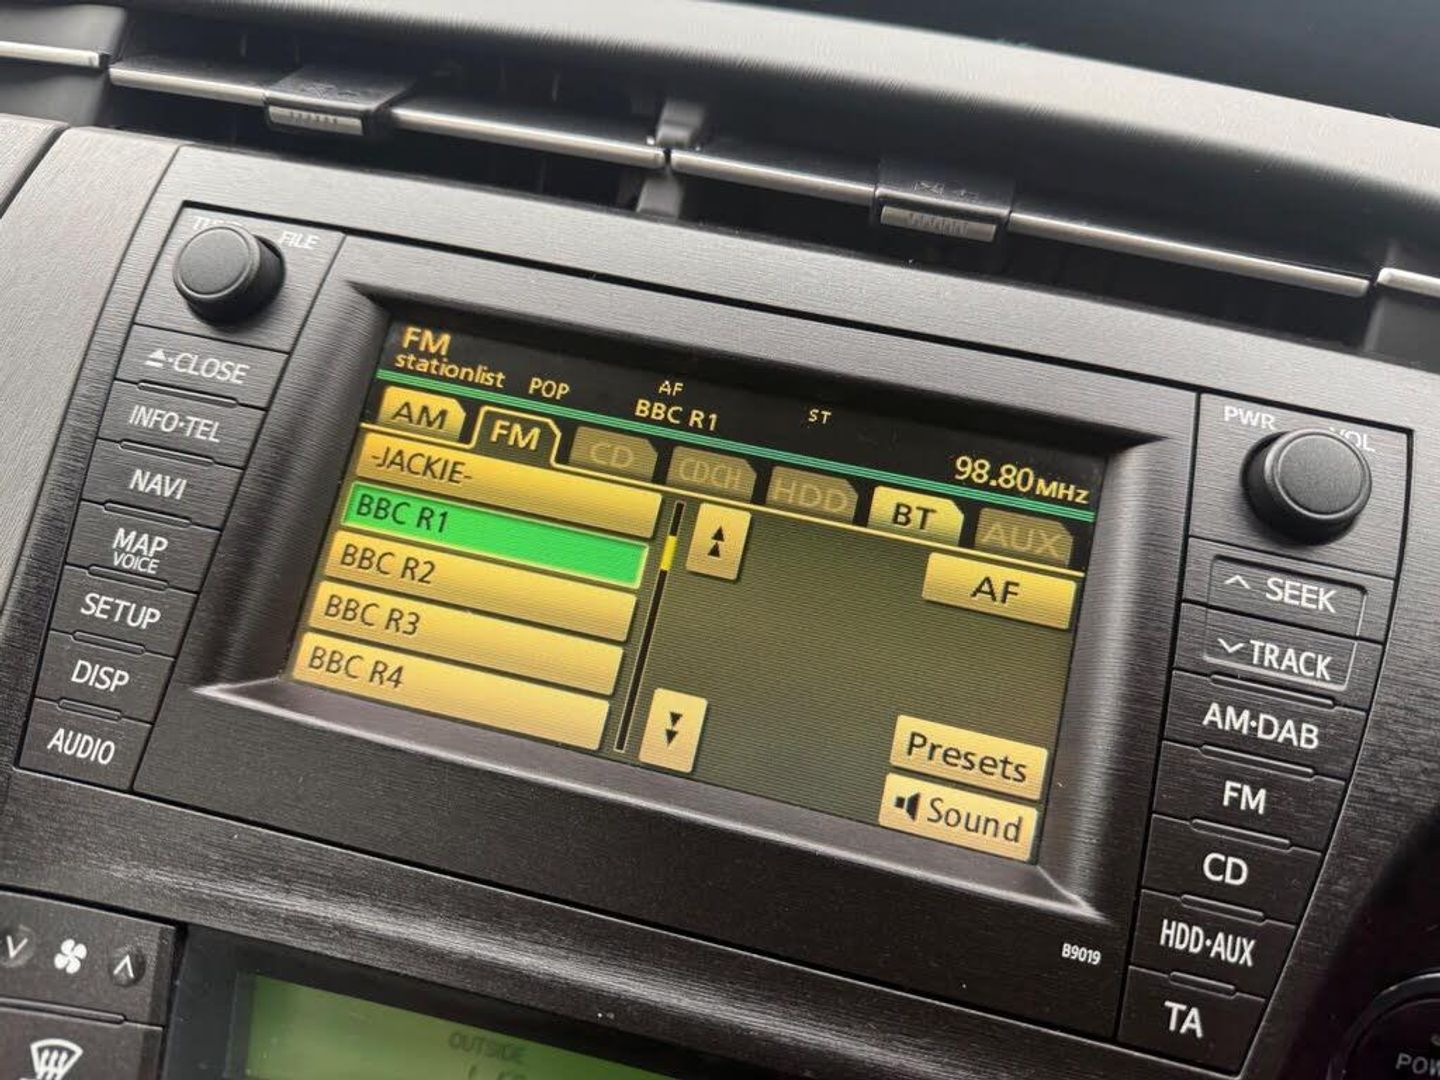 FILE
⏏·CLOSE
INFO·TEL
NAVI
MAP
VOICE
SETUP
DISP
AUDIO
FM
stationlist
POP
AF
BBC R1
ST
98.80MHz
AM
FM
CD
CDCH
HDD
BT
AUX
-JACKIE-
BBC R1
BBC R2
BBC R3
BBC R4
AF
Presets
Sound
B9019
PWR
VOL
SEEK
TRACK
AM·DAB
FM
CD
HDD·AUX
TA
OUTSIDE